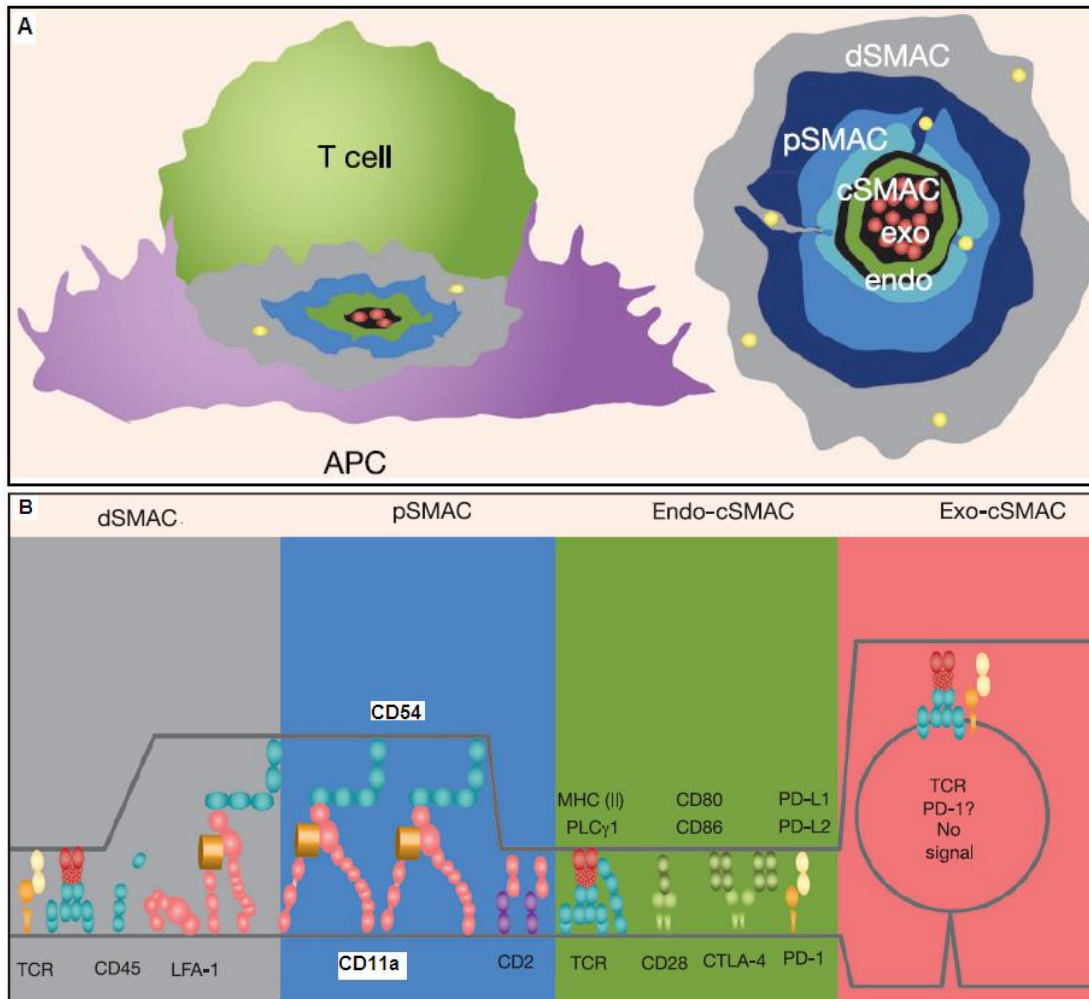 A
T cell
APC
dSMAC
pSMAC
cSMAC
exo
endo
B
dSMAC
pSMAC
Endo-cSMAC
Exo-cSMAC
CD54
MHC (II)
CD80
PD-L1
PLCγ1
CD86
PD-L2
TCR
PD-1?
No
signal
TCR
CD45
LFA-1
CD11a
CD2
TCR
CD28
CTLA-4
PD-1